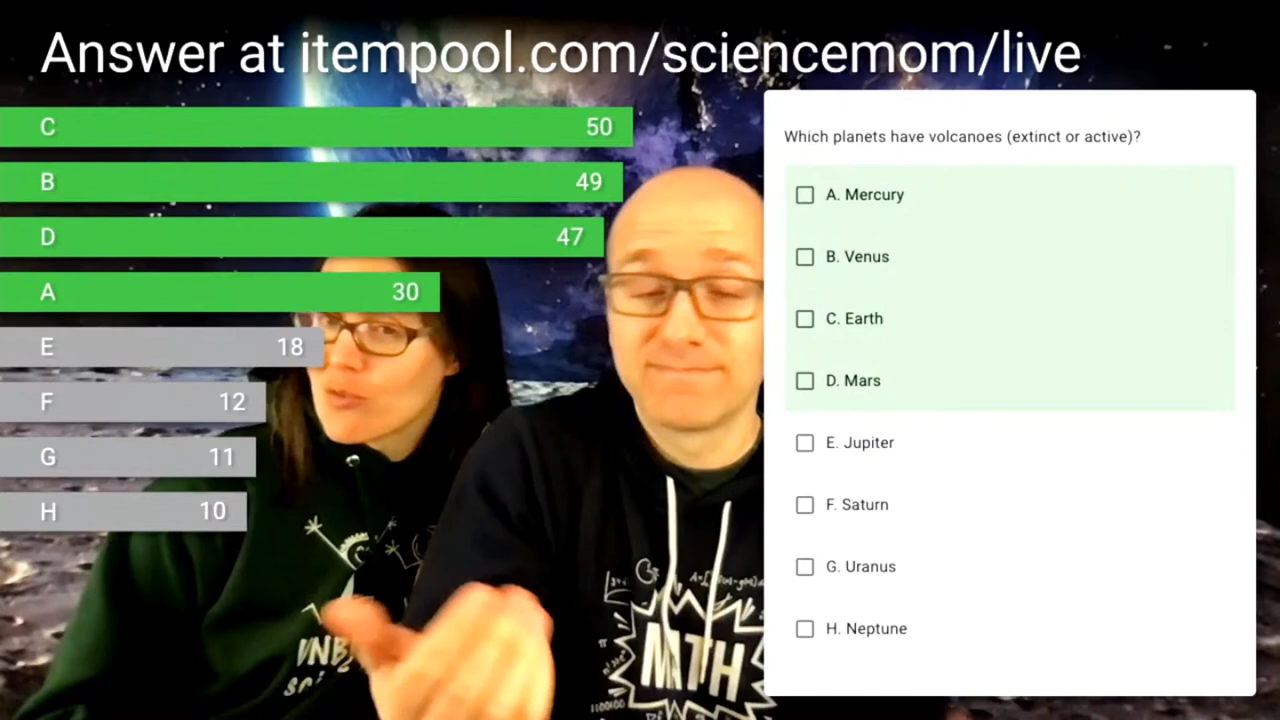 Answer at itempool.com/sciencemom/live
C 50
B 49
D 47
A 30
E 18
F 12
G 11
H 10
Which planets have volcanoes (extinct or active)?
A. Mercury
B. Venus
C. Earth
D. Mars
E. Jupiter
F. Saturn
G. Uranus
H. Neptune
MATH